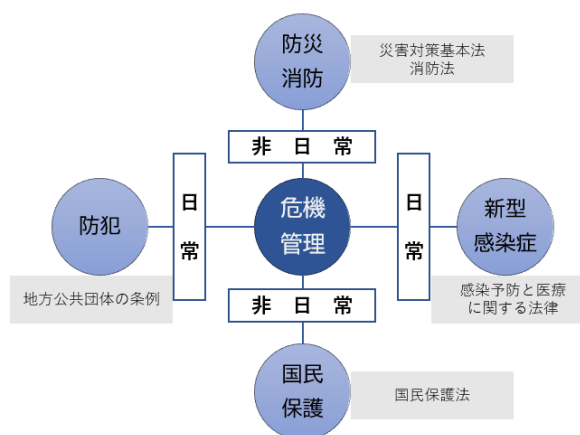 防災
消防
災害対策基本法
消防法
非日常
防犯
日常
危機
管理
日常
新型
感染症
地方公共団体の条例
感染予防と医療
に関する法律
非日常
国民
保護
国民保護法